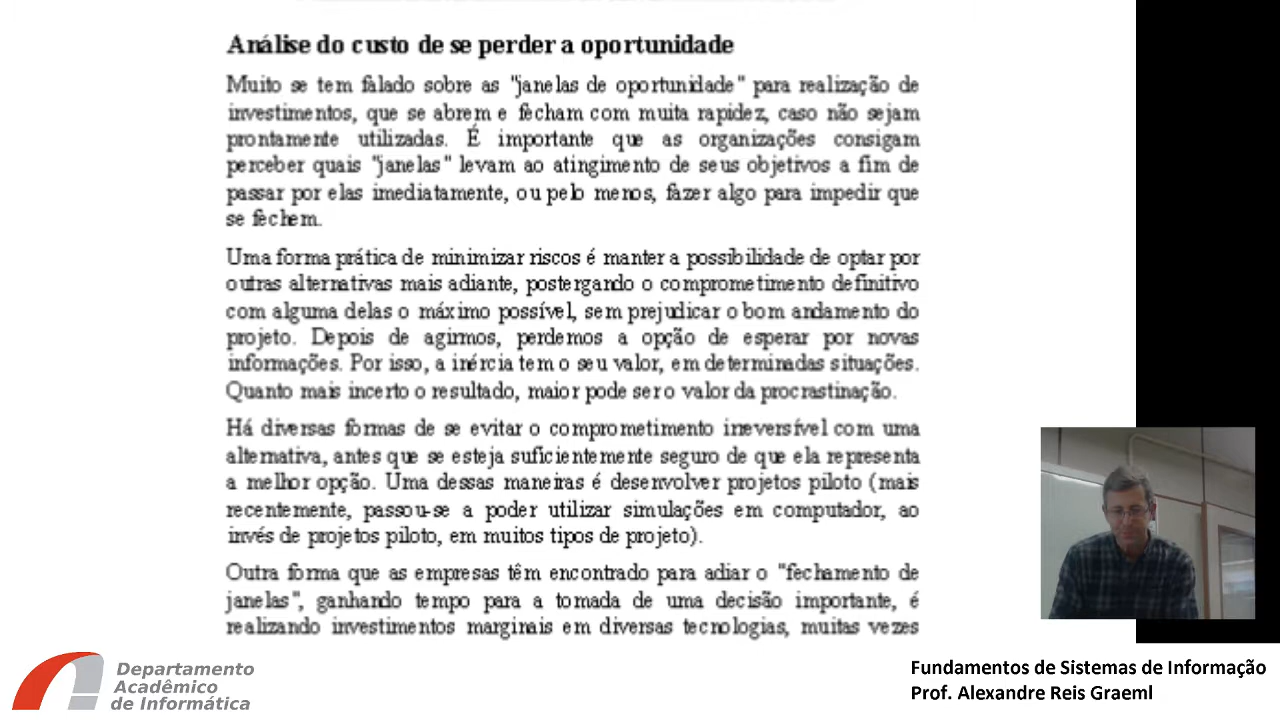 Análise do custo de se perder a oportunidade
Muito se tem falado sobre as "janelas de oportunidade" para realização de
investimentos, que se abrem e fecham com muita rapidez, caso não sejam
prontamente utilizadas. É importante que as organizações consigam
perceber quais "janelas" levam ao atingimento de seus objetivos a fim de
passar por elas imediatamente, ou pelo menos, fazer algo para impedir que
se fechem.
Uma forma prática de minimizar riscos é manter a possibilidade de optar por
outras alternativas mais adiante, postergando o comprometimento definitivo
com alguma delas o máximo possível, sem prejudicar o bom andamento do
projeto. Depois de agirmos, perdemos a opção de esperar por novas
informações. Por isso, a inércia tem o seu valor, em determinadas situações.
Quanto mais incerto o resultado, maior pode ser o valor da procrastinação.
Há diversas formas de se evitar o comprometimento irreversível com uma
alternativa, antes que se esteja suficientemente seguro de que ela representa
a melhor opção. Uma dessas maneiras é desenvolver projetos piloto (mais
recentemente, passou-se a poder utilizar simulações em computador, ao
invés de projetos piloto, em muitos tipos de projeto).
Outra forma que as empresas têm encontrado para adiar o "fechamento de
janelas", ganhando tempo para a tomada de uma decisão importante, é
realizando investimentos marginais em diversas tecnologias, muitas vezes
Departamento
Acadêmico
de Informática
Fundamentos de Sistemas de Informação
Prof. Alexandre Reis Graeml